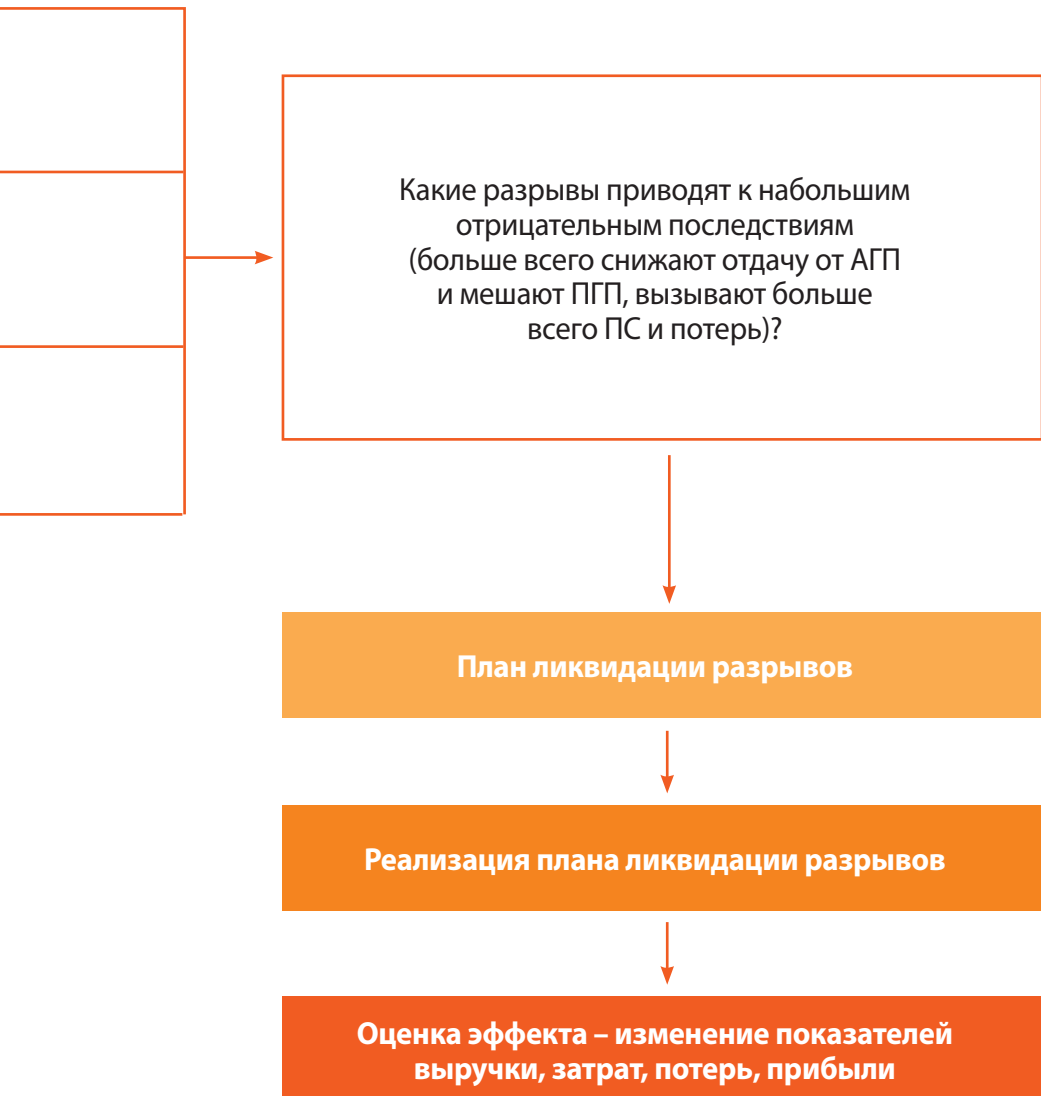 Какие разрывы приводят к набольшим
отрицательным последствиям
(больше всего снижают отдачу от АГП
и мешают ПГП, вызывают больше
всего ПС и потерь)?
План ликвидации разрывов
Реализация плана ликвидации разрывов
Оценка эффекта – изменение показателей
выручки, затрат, потерь, прибыли